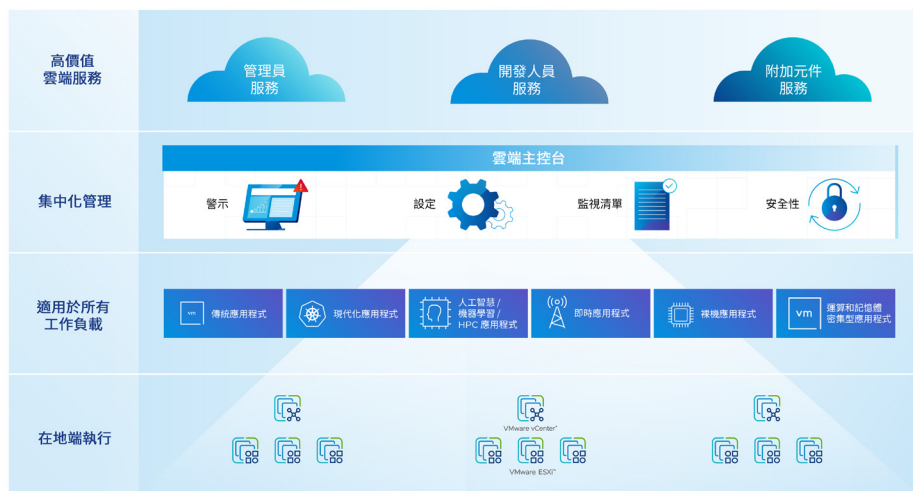 高價值
雲端服務
管理員
服務
開發人員
服務
附加元件
服務
集中化管理
雲端主控台
警示
設定
監視清單
安全性
適用於所有
工作負載
vm
傳統應用程式
現代化應用程式
人工智慧 /
機器學習 /
HPC 應用程式
即時應用程式
裸機應用程式
vm
運算和記憶體
密集型應用程式
在地端執行
VMware vCenter®
VMware ESXi™